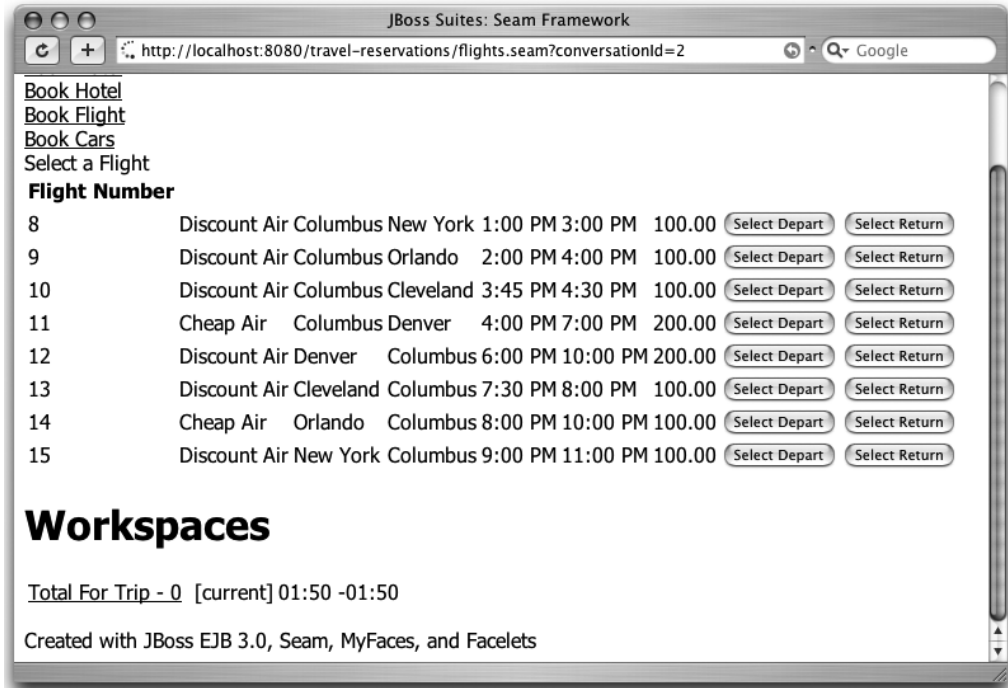 JBoss Suites: Seam Framework
http://localhost:8080/travel-reservations/flights.seam?conversationId=2 Google
Book Hotel
Book Flight
Book Cars
Select a Flight
Flight Number
8 Discount Air Columbus New York 1:00 PM 3:00 PM 100.00 Select Depart Select Return
9 Discount Air Columbus Orlando 2:00 PM 4:00 PM 100.00 Select Depart Select Return
10 Discount Air Columbus Cleveland 3:45 PM 4:30 PM 100.00 Select Depart Select Return
11 Cheap Air Columbus Denver 4:00 PM 7:00 PM 200.00 Select Depart Select Return
12 Discount Air Denver Columbus 6:00 PM 10:00 PM 200.00 Select Depart Select Return
13 Discount Air Cleveland Columbus 7:30 PM 8:00 PM 100.00 Select Depart Select Return
14 Cheap Air Orlando Columbus 8:00 PM 10:00 PM 100.00 Select Depart Select Return
15 Discount Air New York Columbus 9:00 PM 11:00 PM 100.00 Select Depart Select Return
Workspaces
Total For Trip - 0 [current] 01:50 -01:50
Created with JBoss EJB 3.0, Seam, MyFaces, and Facelets